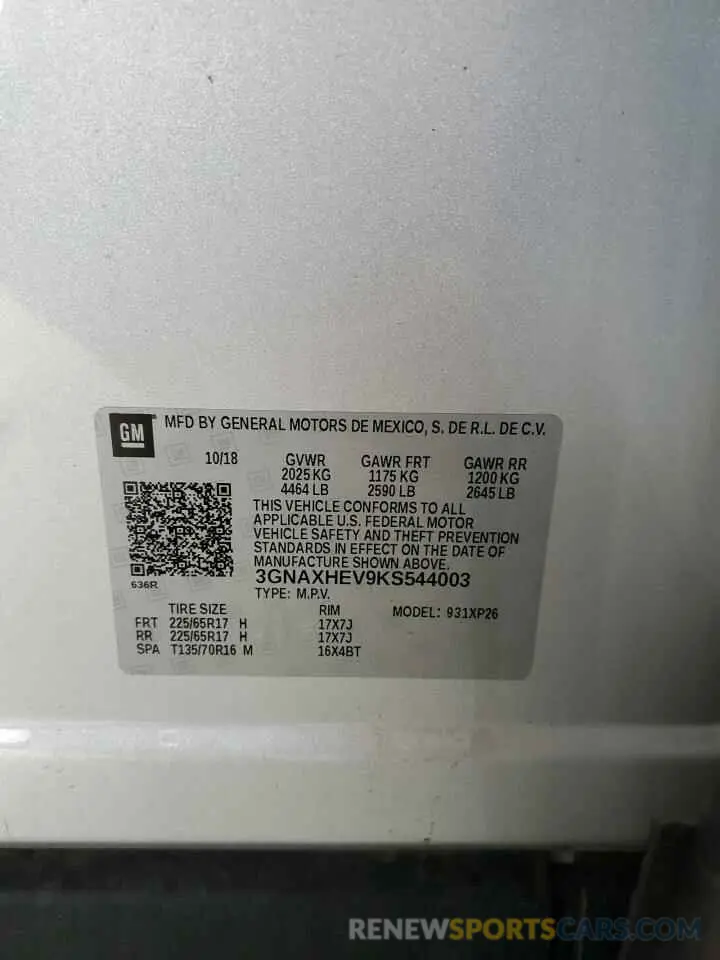 GM
MFD BY GENERAL MOTORS DE MEXICO, S. DE R.L. DE C.V.
10/18 GVWR GAWR FRT GAWR RR
2025 KG 1175 KG 1200 KG
4464 LB 2590 LB 2645 LB
THIS VEHICLE CONFORMS TO ALL
APPLICABLE U.S. FEDERAL MOTOR
VEHICLE SAFETY AND THEFT PREVENTION
STANDARDS IN EFFECT ON THE DATE OF
MANUFACTURE SHOWN ABOVE.
636R 3GNAXHEV9KS544003
TYPE: M.P.V.
TIRE SIZE RIM MODEL: 931XP26
FRT 225/65R17 H 17X7J
RR 225/65R17 H 17X7J
SPA T135/70R16 M 16X4BT
RENEWSPORTSCARS.COM